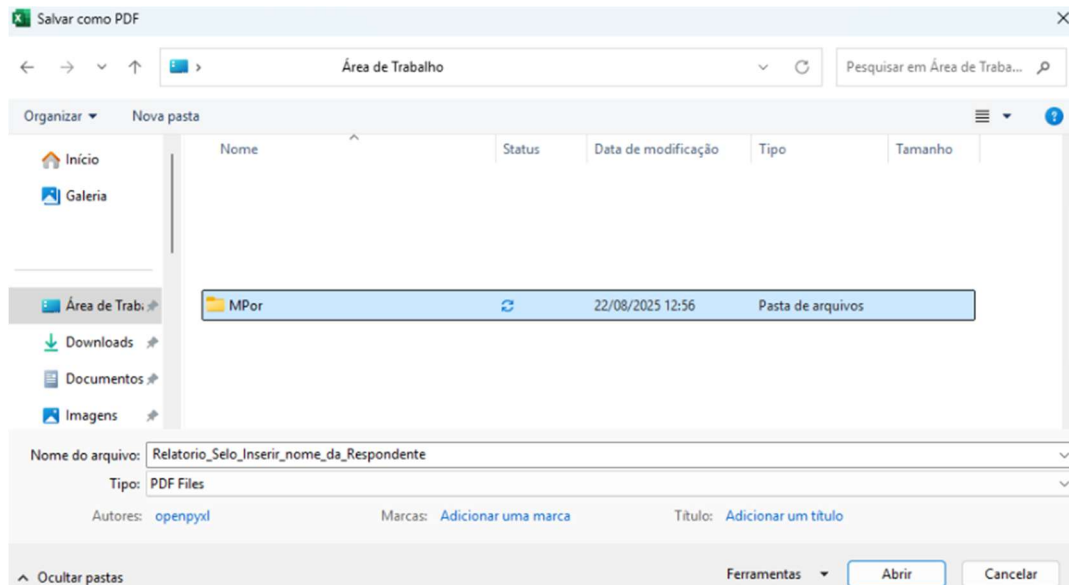 Salvar como PDF
Área de Trabalho
Pesquisar em Área de Traba...
Organizar Nova pasta
Nome Status Data de modificação Tipo Tamanho
Início
Galeria
Área de Trab
MPor 22/08/2025 12:56 Pasta de arquivos
Downloads
Documentos
Imagens
Nome do arquivo: Relatorio_Selo_Inserir_nome_da_Respondente
Tipo: PDF Files
Autores: openpyxl Marcas: Adicionar uma marca Título: Adicionar um título
Ocultar pastas Ferramentas Abrir Cancelar